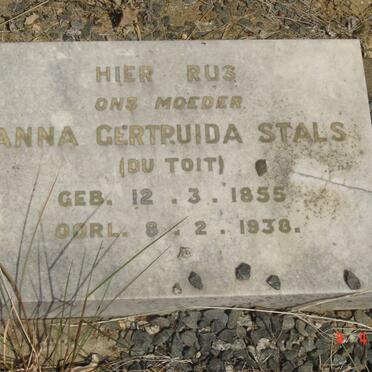 HIER RUS
ONS MOEDER
ANNA GERTRUIDA STALS
(DU TOIT)
GEB. 12 . 3 . 1855
OORL. 8 . 2 . 1938.